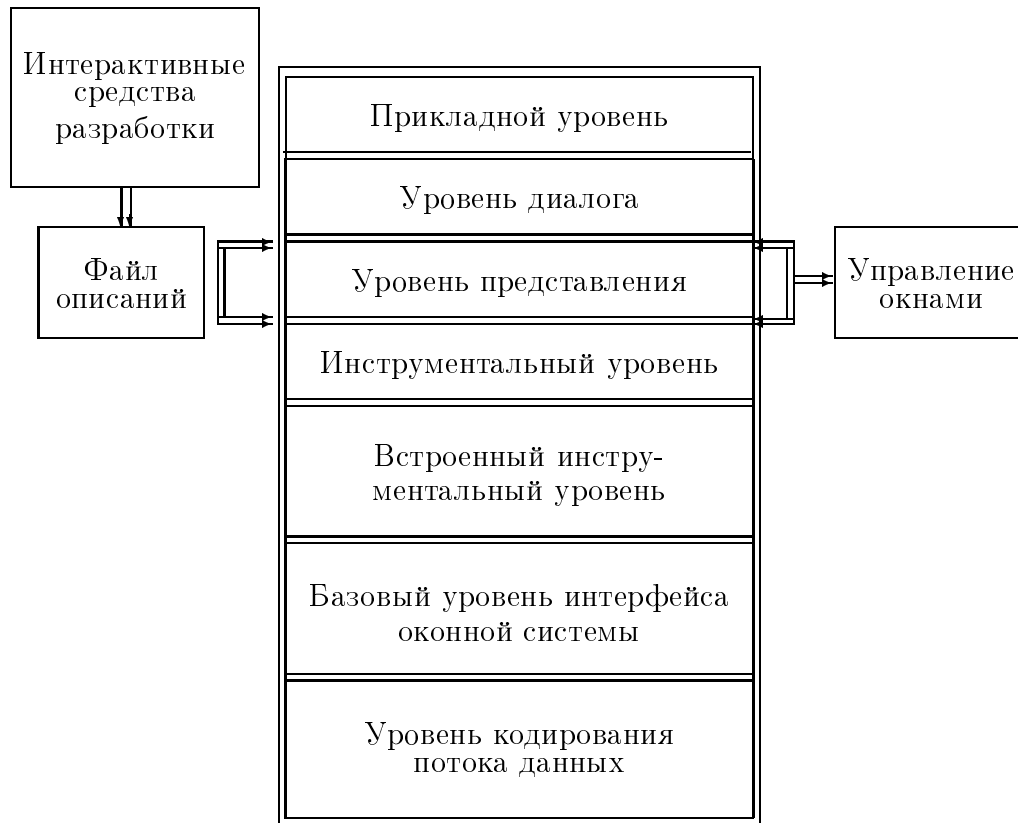 Интерактивные
средства
разработки
Прикладной уровень
Уровень диалога
Файл
описаний
Уровень представления
Управление
окнами
Инструментальный уровень
Встроенный инстру-
ментальный уровень
Базовый уровень интерфейса
оконной системы
Уровень кодирования
потока данных